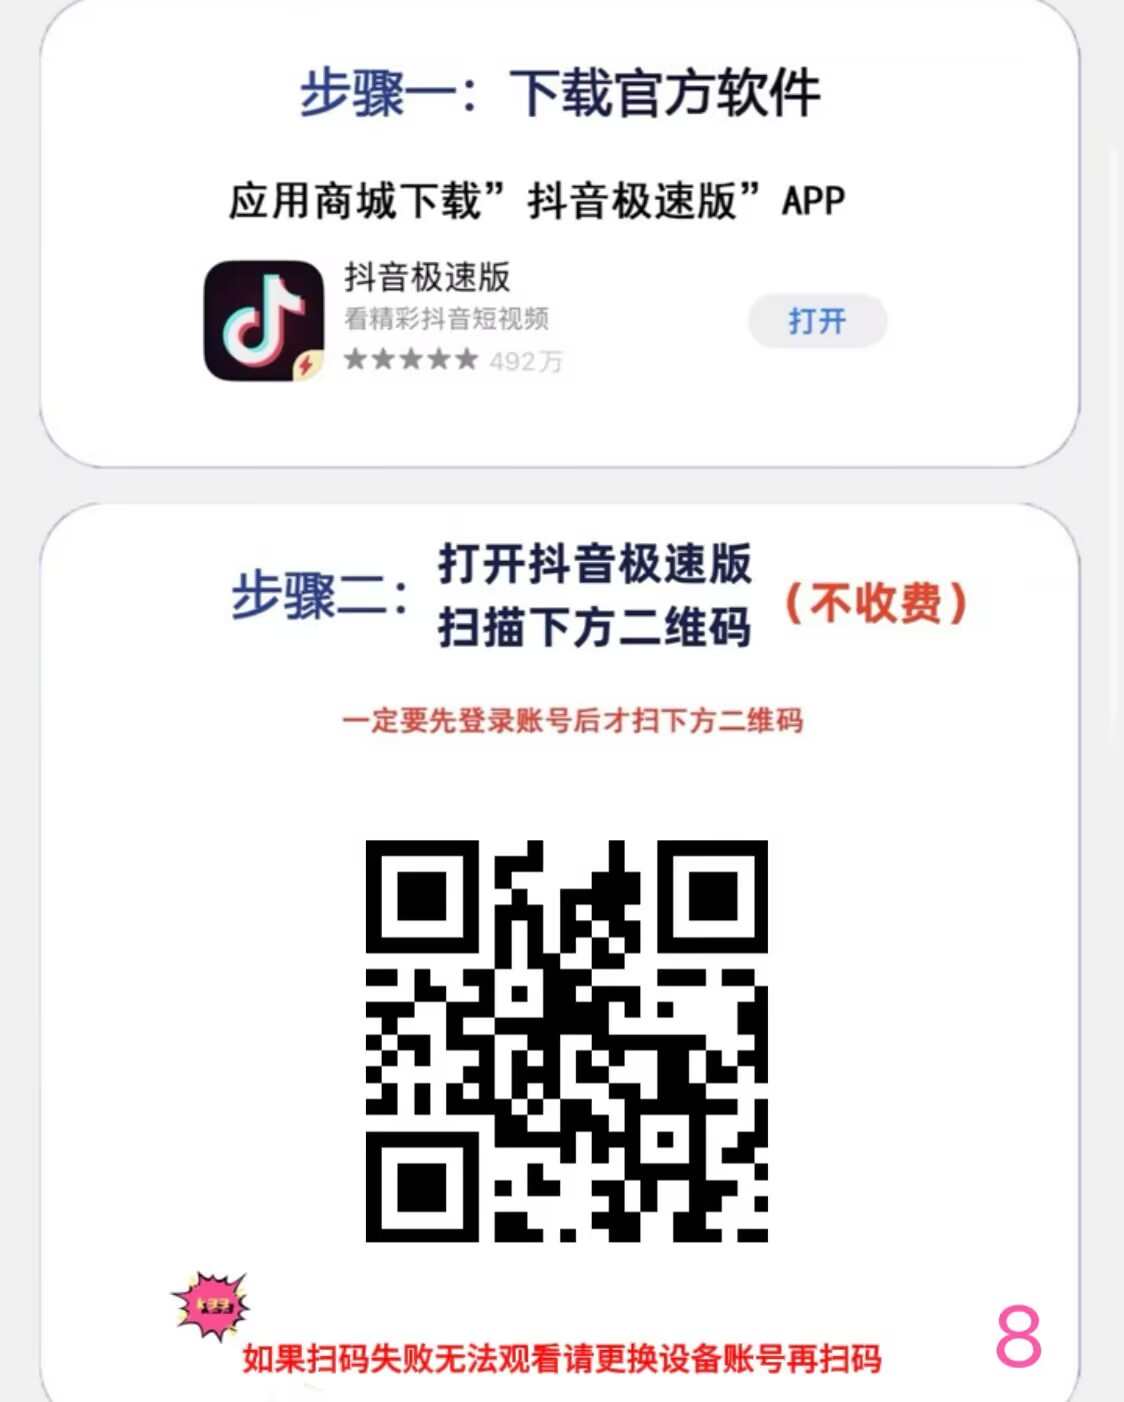 步骤一：下载官方软件
应用商城下载”抖音极速版”APP
抖音极速版
看精彩抖音短视频
★★★★★ 492万
打开
步骤二：
打开抖音极速版
扫描下方二维码
（不收费）
一定要先登录账号后才扫下方二维码
如果扫码失败无法观看请更换设备账号再扫码
8